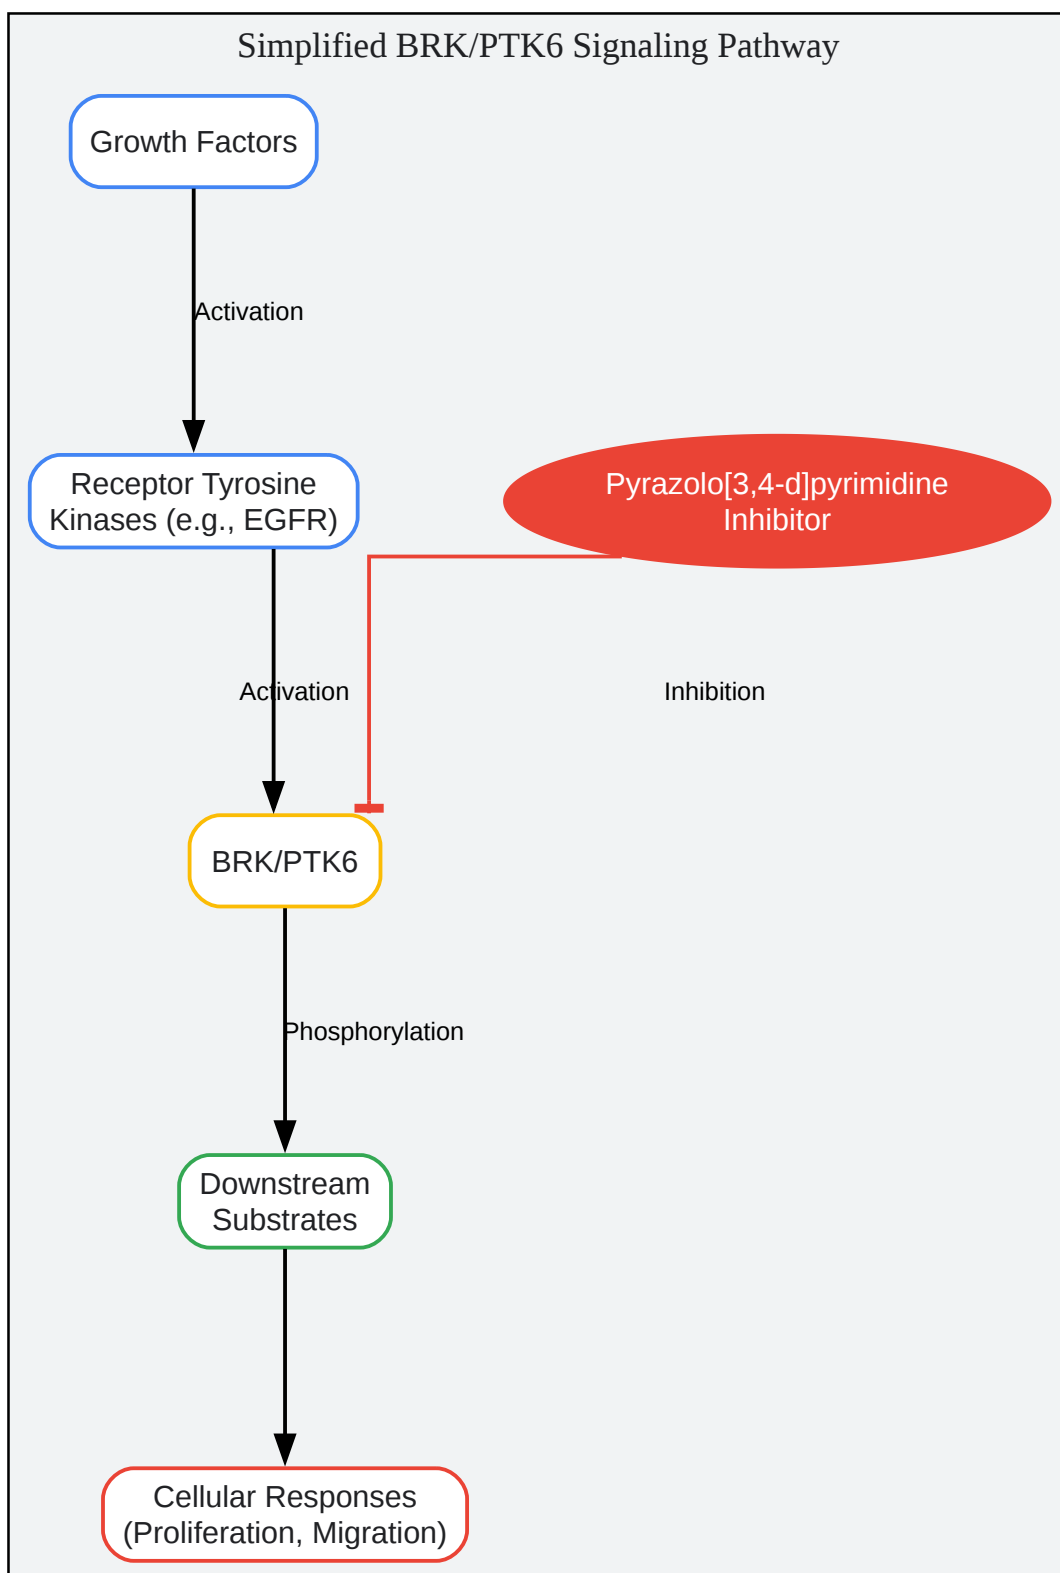 Simplified BRK/PTK6 Signaling Pathway
Growth Factors
Activation
Receptor Tyrosine
Kinases (e.g., EGFR)
Pyrazolo[3,4-d]pyrimidine
Inhibitor
Activation
Inhibition
BRK/PTK6
Phosphorylation
Downstream
Substrates
Cellular Responses
(Proliferation, Migration)